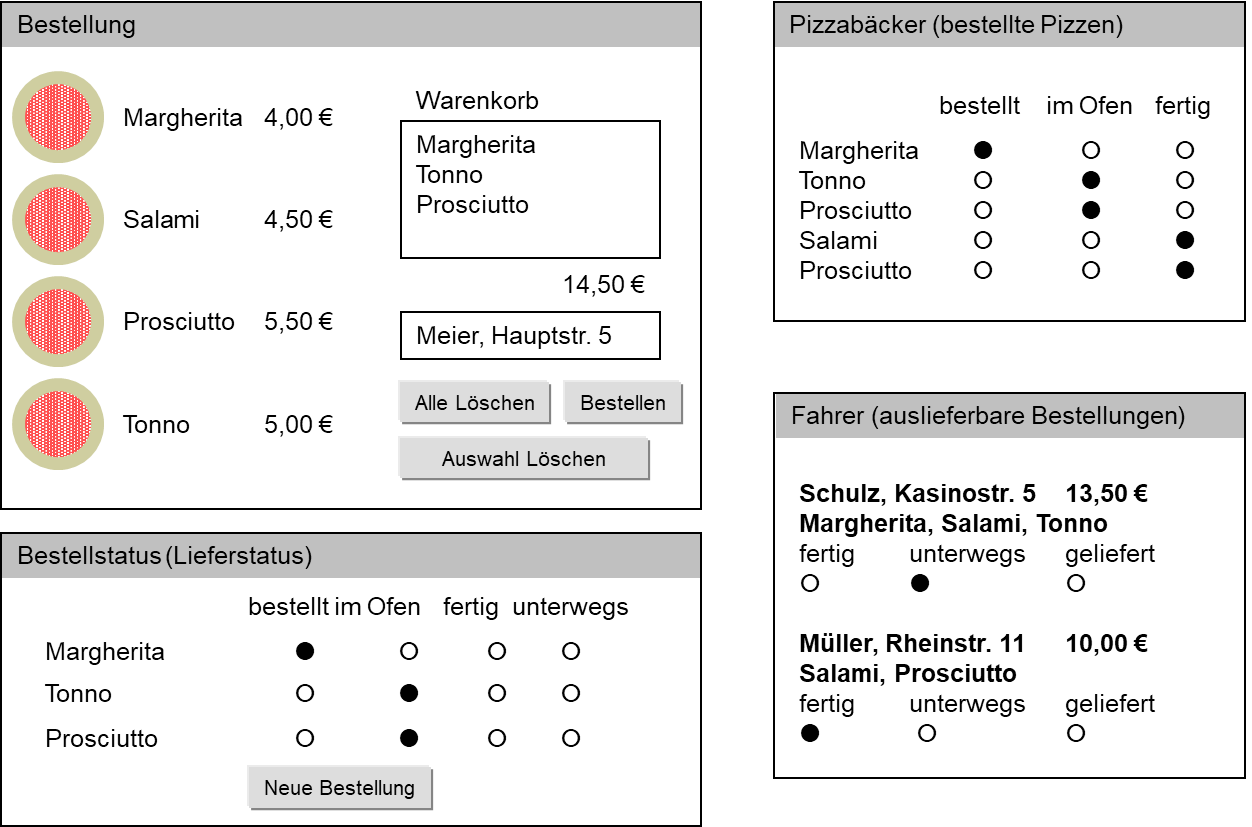 Bestellung
Margherita 4,00 €
Salami 4,50 €
Prosciutto 5,50 €
Tonno 5,00 €
Warenkorb
Margherita
Tonno
Prosciutto
14,50 €
Meier, Hauptstr. 5
Alle Löschen Bestellen
Auswahl Löschen
Bestellstatus (Lieferstatus)
bestellt im Ofen fertig unterwegs
Margherita
Tonno
Prosciutto
Neue Bestellung
Pizzabäcker (bestellte Pizzen)
bestellt im Ofen fertig
Margherita
Tonno
Prosciutto
Salami
Prosciutto
Fahrer (auslieferbare Bestellungen)
Schulz, Kasinostr. 5 13,50 €
Margherita, Salami, Tonno
fertig unterwegs geliefert
Müller, Rheinstr. 11 10,00 €
Salami, Prosciutto
fertig unterwegs geliefert